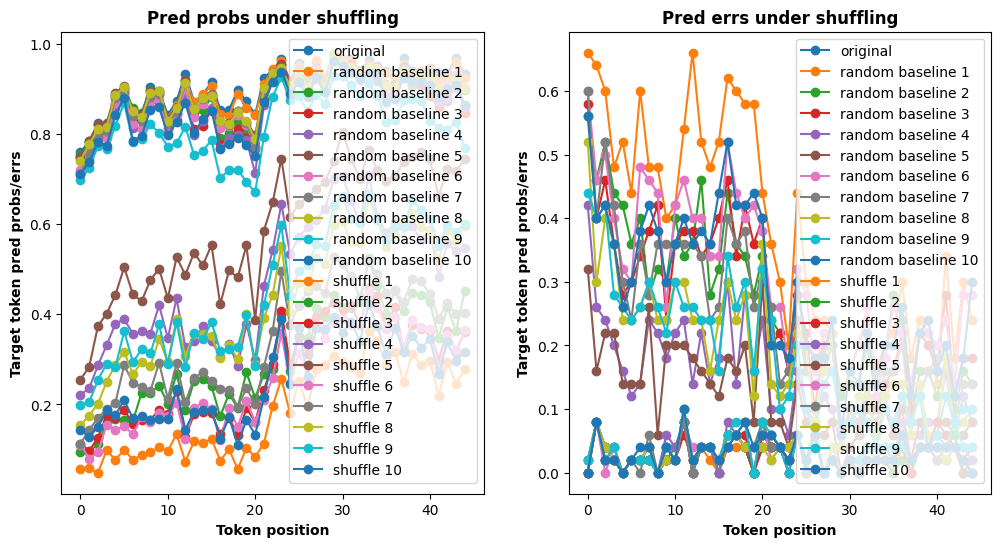 Pred probs under shuffling
Target token pred probs/errs
1.0
0.8
0.6
0.4
0.2
0
10
20
30
40
Token position
original
random baseline 1
random baseline 2
random baseline 3
random baseline 4
random baseline 5
random baseline 6
random baseline 7
random baseline 8
random baseline 9
random baseline 10
shuffle 1
shuffle 2
shuffle 3
shuffle 4
shuffle 5
shuffle 6
shuffle 7
shuffle 8
shuffle 9
shuffle 10
Pred errs under shuffling
Target token pred probs/errs
0.6
0.5
0.4
0.3
0.2
0.1
0.0
0
10
20
30
40
Token position
original
random baseline 1
random baseline 2
random baseline 3
random baseline 4
random baseline 5
random baseline 6
random baseline 7
random baseline 8
random baseline 9
random baseline 10
shuffle 1
shuffle 2
shuffle 3
shuffle 4
shuffle 5
shuffle 6
shuffle 7
shuffle 8
shuffle 9
shuffle 10